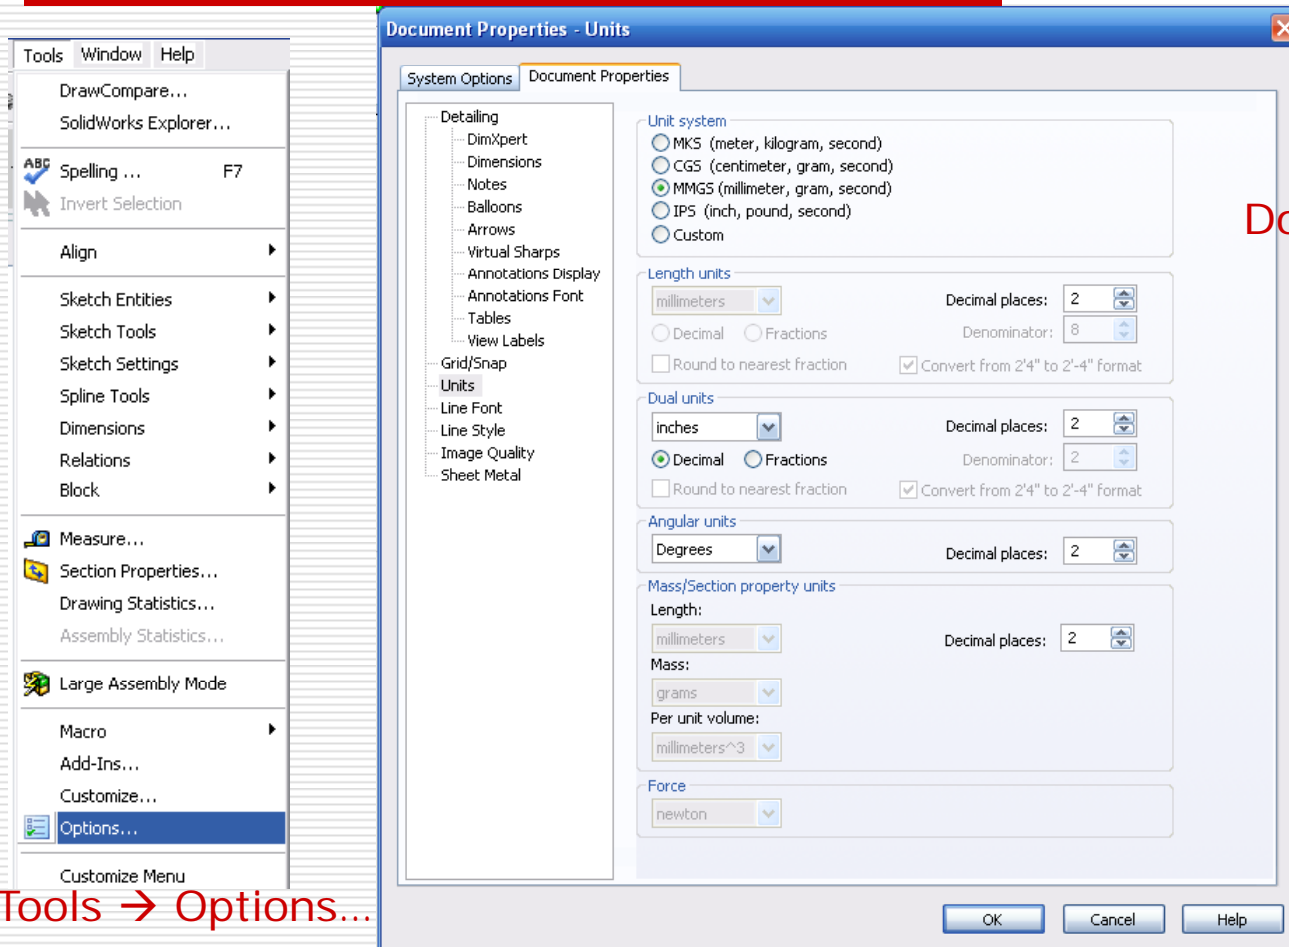 Tools Window Help
DrawCompare...
SolidWorks Explorer...
ABC Spelling ... F7
Invert Selection
Align
Sketch Entities
Sketch Tools
Sketch Settings
Spline Tools
Dimensions
Relations
Block
Measure...
Section Properties...
Drawing Statistics...
Assembly Statistics...
Large Assembly Mode
Macro
Add-Ins...
Customize...
Options...
Customize Menu
Tools → Options...
Document Properties - Units
System Options Document Properties
Detailing
DimXpert
Dimensions
Notes
Balloons
Arrows
Virtual Sharps
Annotations Display
Annotations Font
Tables
View Labels
Grid/Snap
Units
Line Font
Line Style
Image Quality
Sheet Metal
Unit system
MKS (meter, kilogram, second)
CGS (centimeter, gram, second)
MMGS (millimeter, gram, second)
IPS (inch, pound, second)
Custom
Length units
millimeters Decimal places: 2
Decimal Fractions Denominator: 8
Round to nearest fraction Convert from 2'4" to 2'-4" format
Dual units
inches Decimal places: 2
Decimal Fractions Denominator: 2
Round to nearest fraction Convert from 2'4" to 2'-4" format
Angular units
Degrees Decimal places: 2
Mass/Section property units
Length:
millimeters Decimal places: 2
Mass:
grams
Per unit volume:
millimeters^3
Force
newton
OK Cancel Help